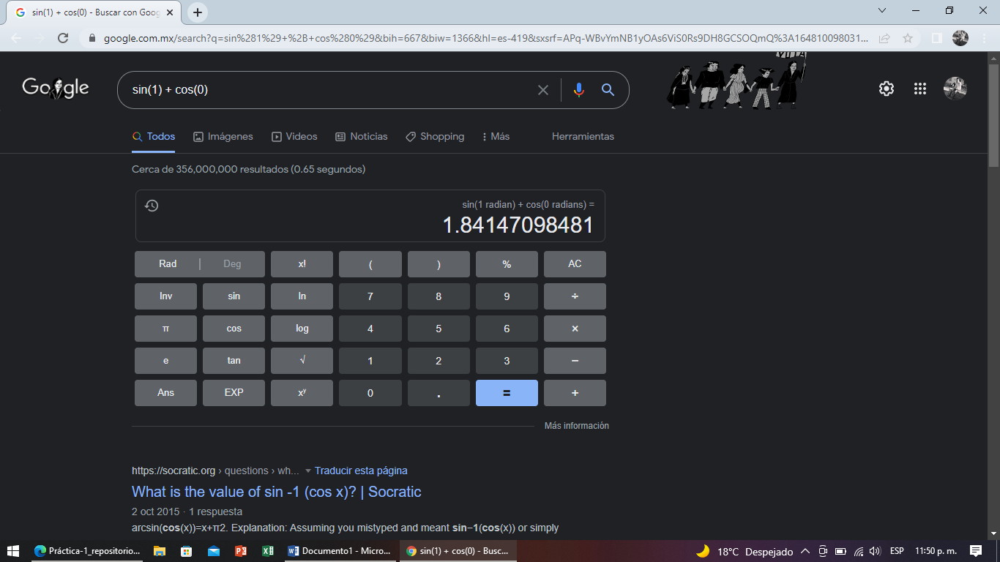 sin(1) + cos(0) - Buscar con Goog
google.com.mx/search?q=sin%281%29+%2B+cos%280%29&bih=667&biw=1366&hl=es-419&sxsrf=APq-WBvYmNB1yOAs6ViS0Rs9DH8GCSOQmQ%3A164810098031...
Google
sin(1) + cos(0)
Todos Imágenes Videos Noticias Shopping Más Herramientas
Cerca de 356,000,000 resultados (0.65 segundos)
sin(1 radian) + cos(0 radians) =
1.84147098481
Rad | Deg x! ( ) % AC
Inv sin ln 7 8 9 ÷
π cos log 4 5 6 ×
e tan √ 1 2 3 −
Ans EXP xʸ 0 . = +
Más información
https://socratic.org › questions › wh... Traducir esta página
What is the value of sin -1 (cos x)? | Socratic
2 oct 2015 · 1 respuesta
arcsin(cos(x))=x+π2. Explanation: Assuming you mistyped and meant sin−1(cos(x)) or simply
Práctica-1_repositorio... Documento1 - Micro... sin(1) + cos(0) - Busc... 18°C Despejado ESP 11:50 p. m.